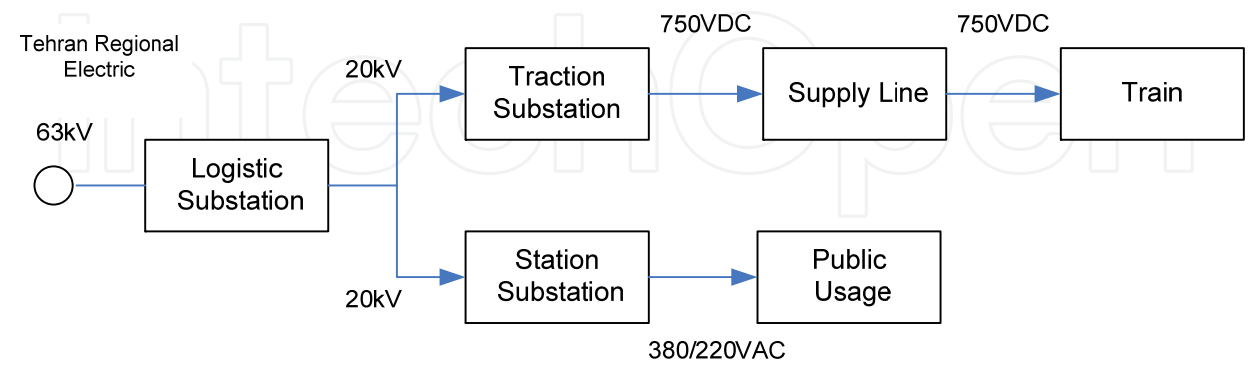 Tehran Regional
Electric
63kV
Logistic
Substation
20kV
Traction
Substation
750VDC
Supply Line
750VDC
Train
20kV
Station
Substation
380/220VAC
Public
Usage
IntechOpen